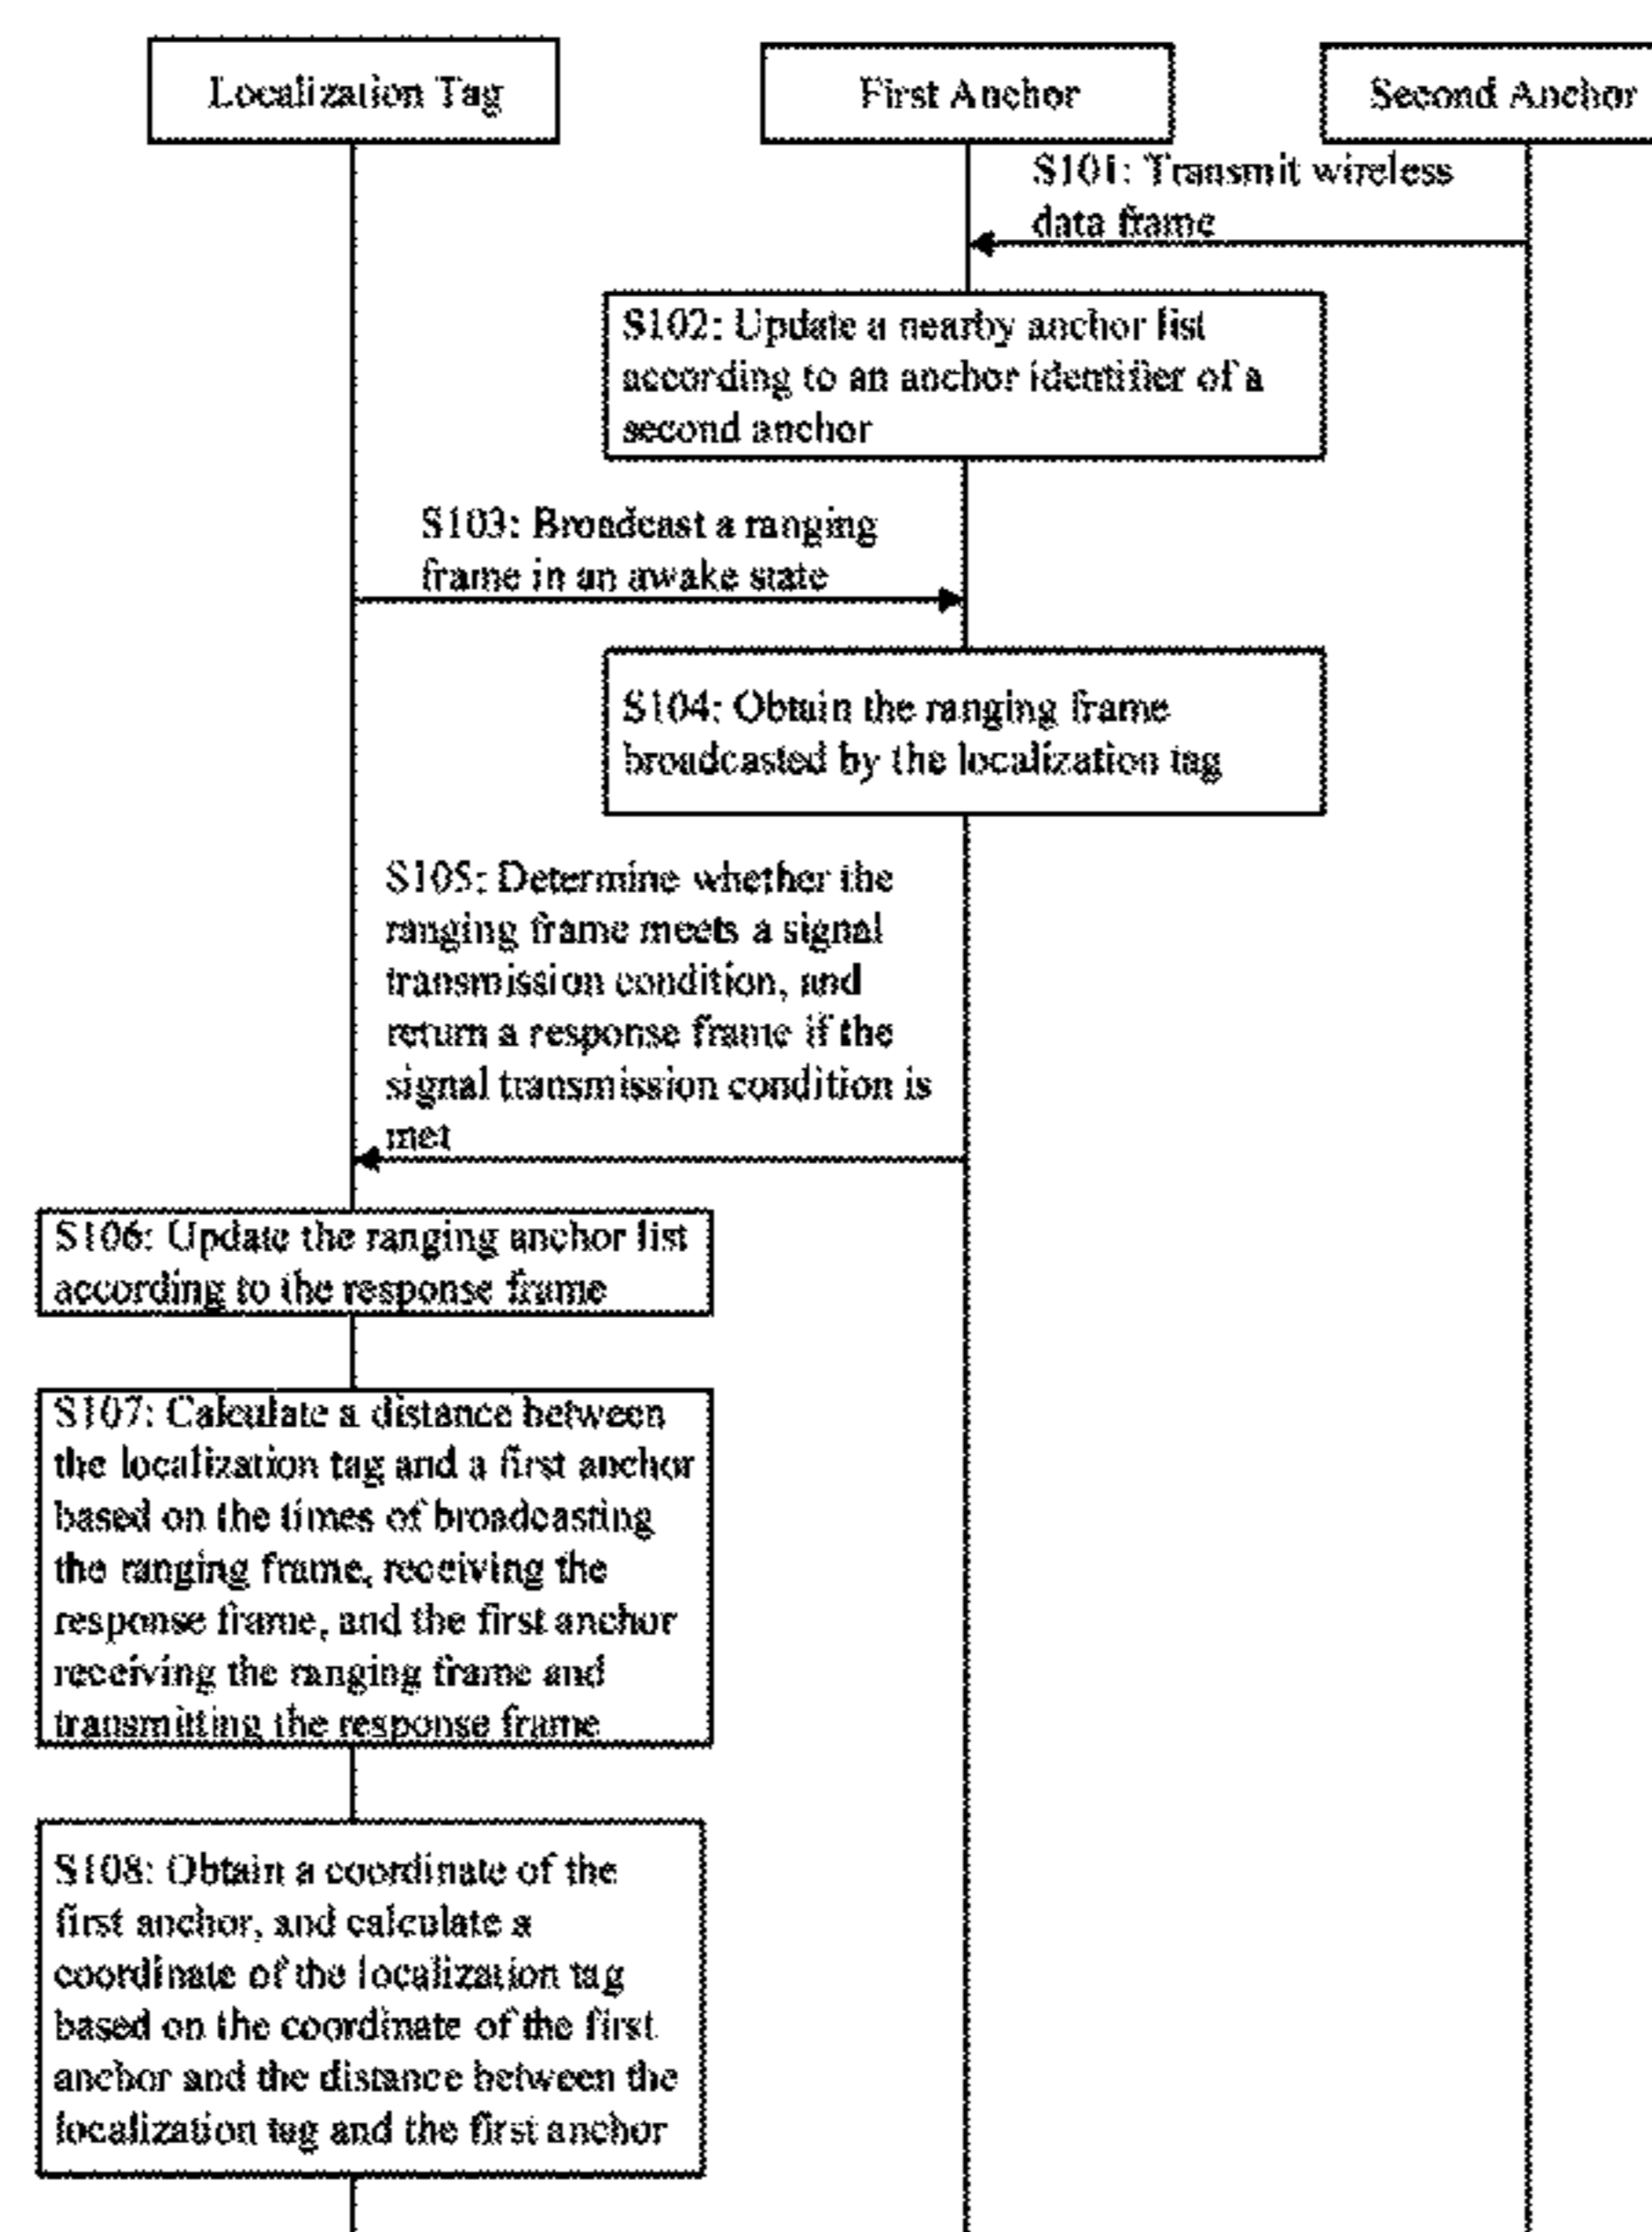 Localization Tag
First Anchor
Second Anchor
S101: Transmit wireless
data frame
S102: Update a nearby anchor list
according to an anchor identifier of a
second anchor
S103: Broadcast a ranging
frame in an awake state
S104: Obtain the ranging frame
broadcasted by the localization tag
S105: Determine whether the
ranging frame meets a signal
transmission condition, and
return a response frame if the
signal transmission condition is
met
S106: Update the ranging anchor list
according to the response frame
S107: Calculate a distance between
the localization tag and a first anchor
based on the times of broadcasting
the ranging frame, receiving the
response frame, and the first anchor
receiving the ranging frame and
transmitting the response frame
S108: Obtain a coordinate of the
first anchor, and calculate a
coordinate of the localization tag
based on the coordinate of the first
anchor and the distance between the
localization tag and the first anchor